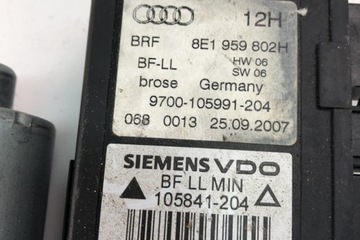 12H
BRF 8E1 959 802H
BF-LL HW 06
SW 06
brose Germany
9700-105991-204
068 0013 25.09.2007
SIEMENS VDO
BF LL MIN
105841-204